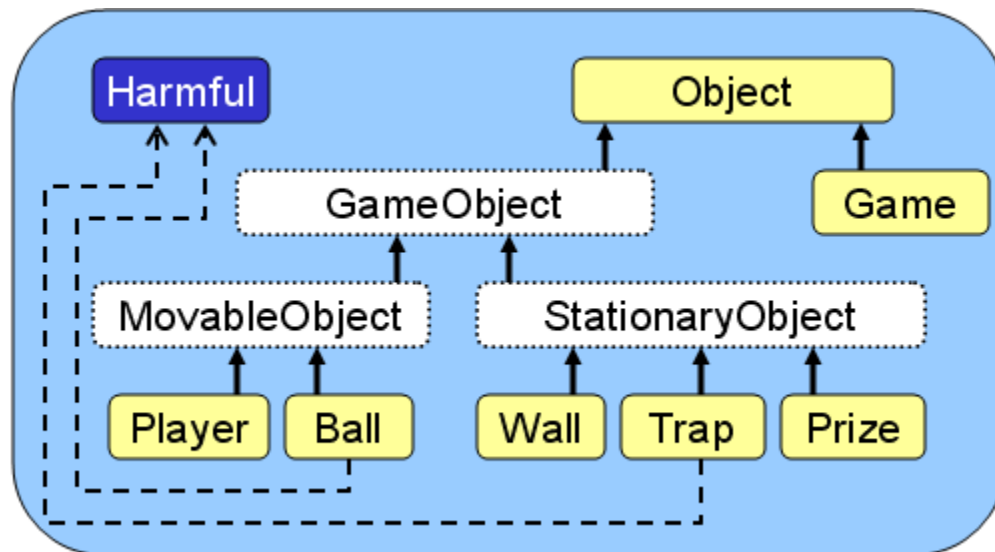 Harmful
Object
GameObject
Game
MovableObject
StationaryObject
Player
Ball
Wall
Trap
Prize